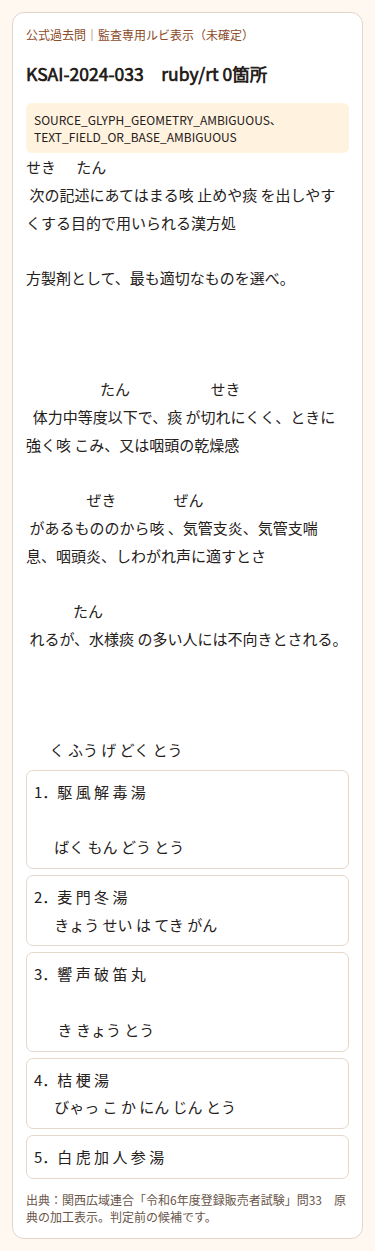 公式過去問｜監査専用ルビ表示（未確定）
KSAI-2024-033　ruby/rt 0箇所
SOURCE_GLYPH_GEOMETRY_AMBIGUOUS、
TEXT_FIELD_OR_BASE_AMBIGUOUS
せき　 たん
次の記述にあてはまる咳 止めや痰 を出しやす
くする目的で用いられる漢方処
方製剤として、最も適切なものを選べ。
たん　　　　　 せき
体力中等度以下で、痰 が切れにくく、ときに
強く咳 こみ、又は咽頭の乾燥感
ぜき　　　 ぜん
があるもののから咳 、気管支炎、気管支喘
息、咽頭炎、しわがれ声に適すとさ
たん
れるが、水様痰 の多い人には不向きとされる。
く ふう げ どく とう
1．駆 風 解 毒 湯
ばく もん どう とう
2．麦 門 冬 湯
きょう せい は てき がん
3．響 声 破 笛 丸
き きょう とう
4．桔 梗 湯
びゃっ こ か にん じん とう
5．白 虎 加 人 参 湯
出典：関西広域連合「令和6年度登録販売者試験」問33　原
典の加工表示。判定前の候補です。